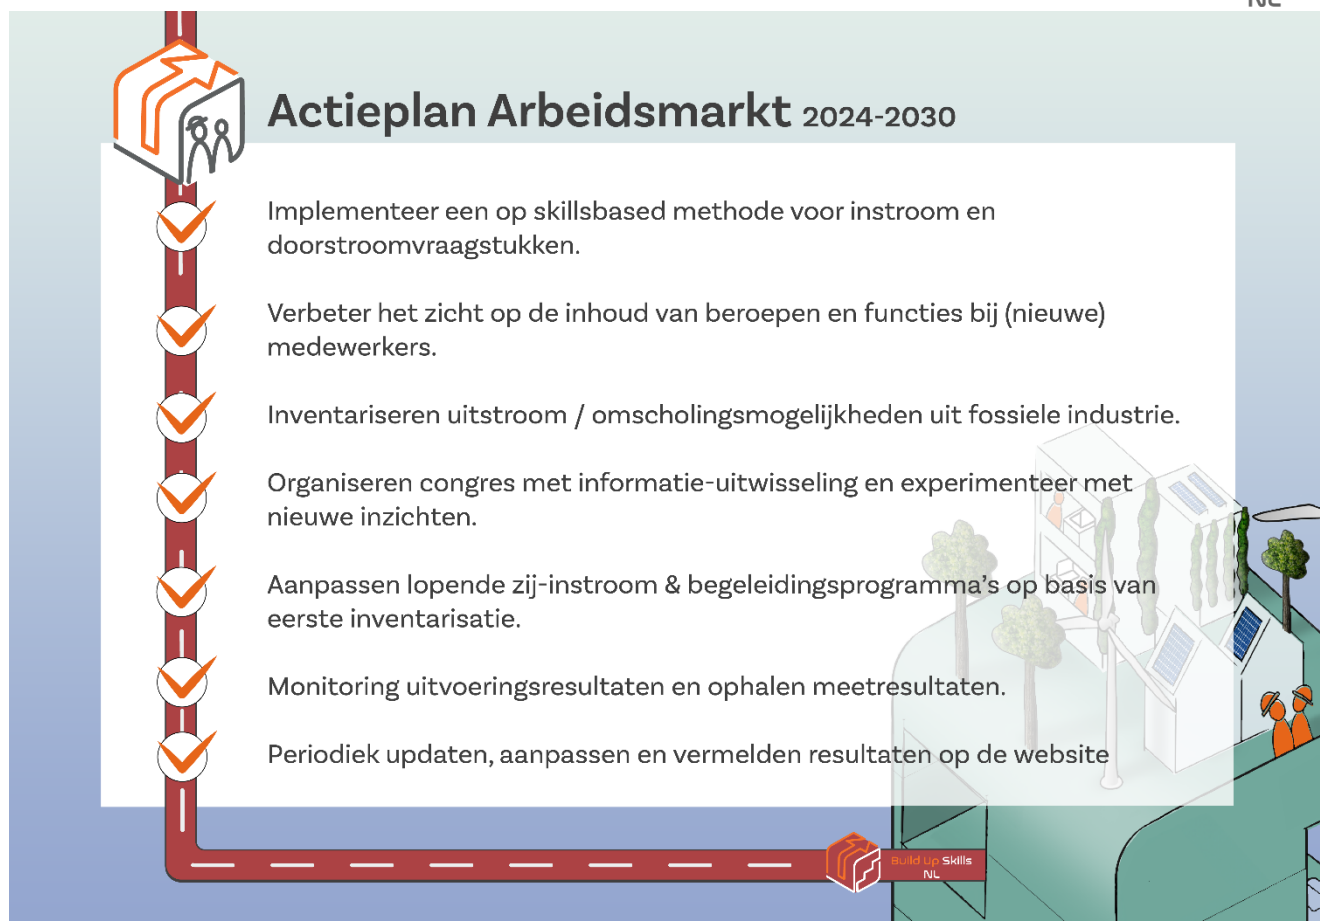 Actieplan Arbeidsmarkt 2024-2030
Implementeer een op skillsbased methode voor instroom en
doorstroomvraagstukken.
Verbeter het zicht op de inhoud van beroepen en functies bij (nieuwe)
medewerkers.
Inventariseren uitstroom / omscholingsmogelijkheden uit fossiele industrie.
Organiseren congres met informatie-uitwisseling en experimenteer met
nieuwe inzichten.
Aanpassen lopende zij-instroom & begeleidingsprogramma's op basis van
eerste inventarisatie.
Monitoring uitvoeringsresultaten en ophalen meetresultaten.
Periodiek updaten, aanpassen en vermelden resultaten op de website
Build Up Skills
NL